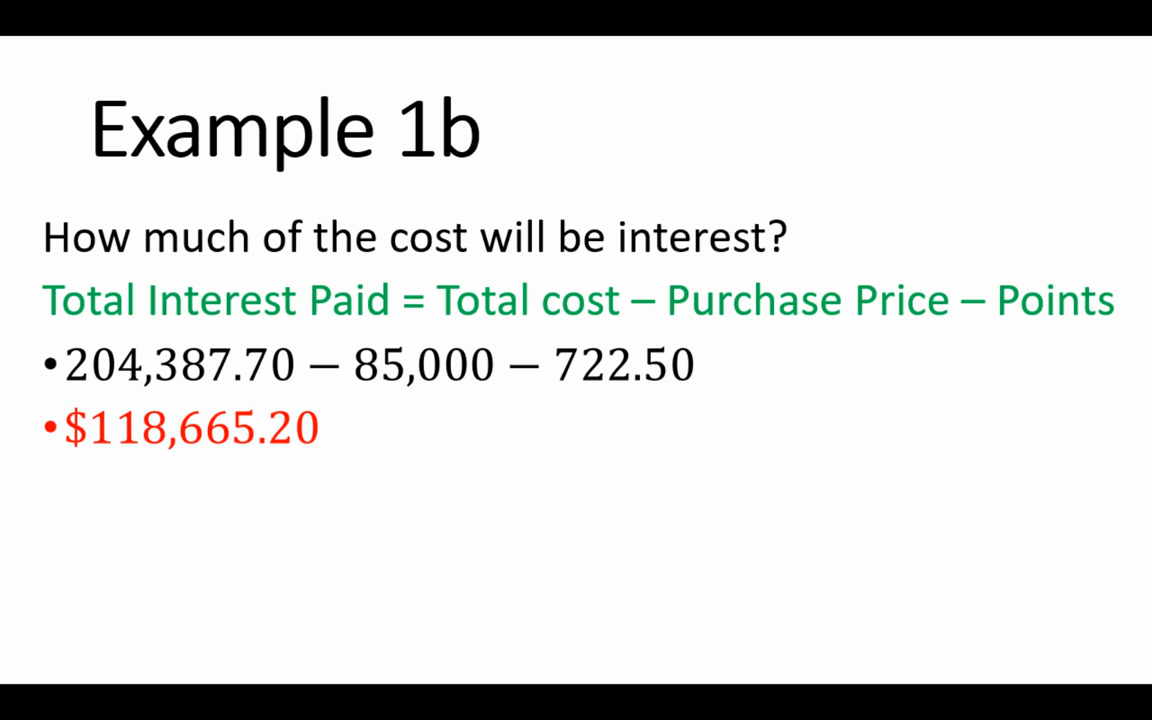 Example 1b
How much of the cost will be interest?
Total Interest Paid = Total cost – Purchase Price – Points
•204,387.70 − 85,000 − 722.50
•$118,665.20